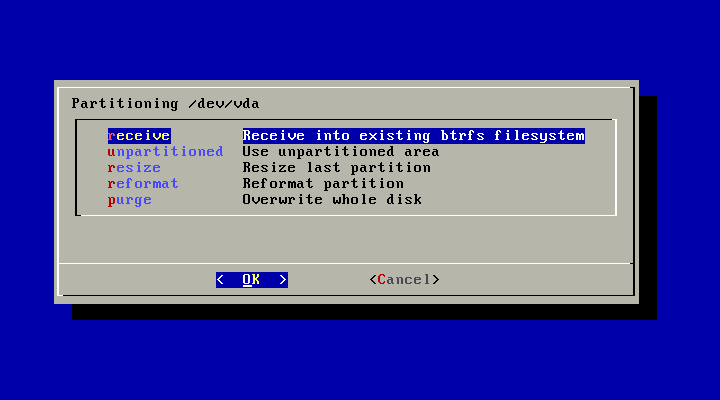 Partitioning /dev/vda
receive Receive into existing btrfs filesystem
unpartitioned Use unpartitioned area
resize Resize last partition
reformat Reformat partition
purge Overwrite whole disk
< OK > <Cancel>